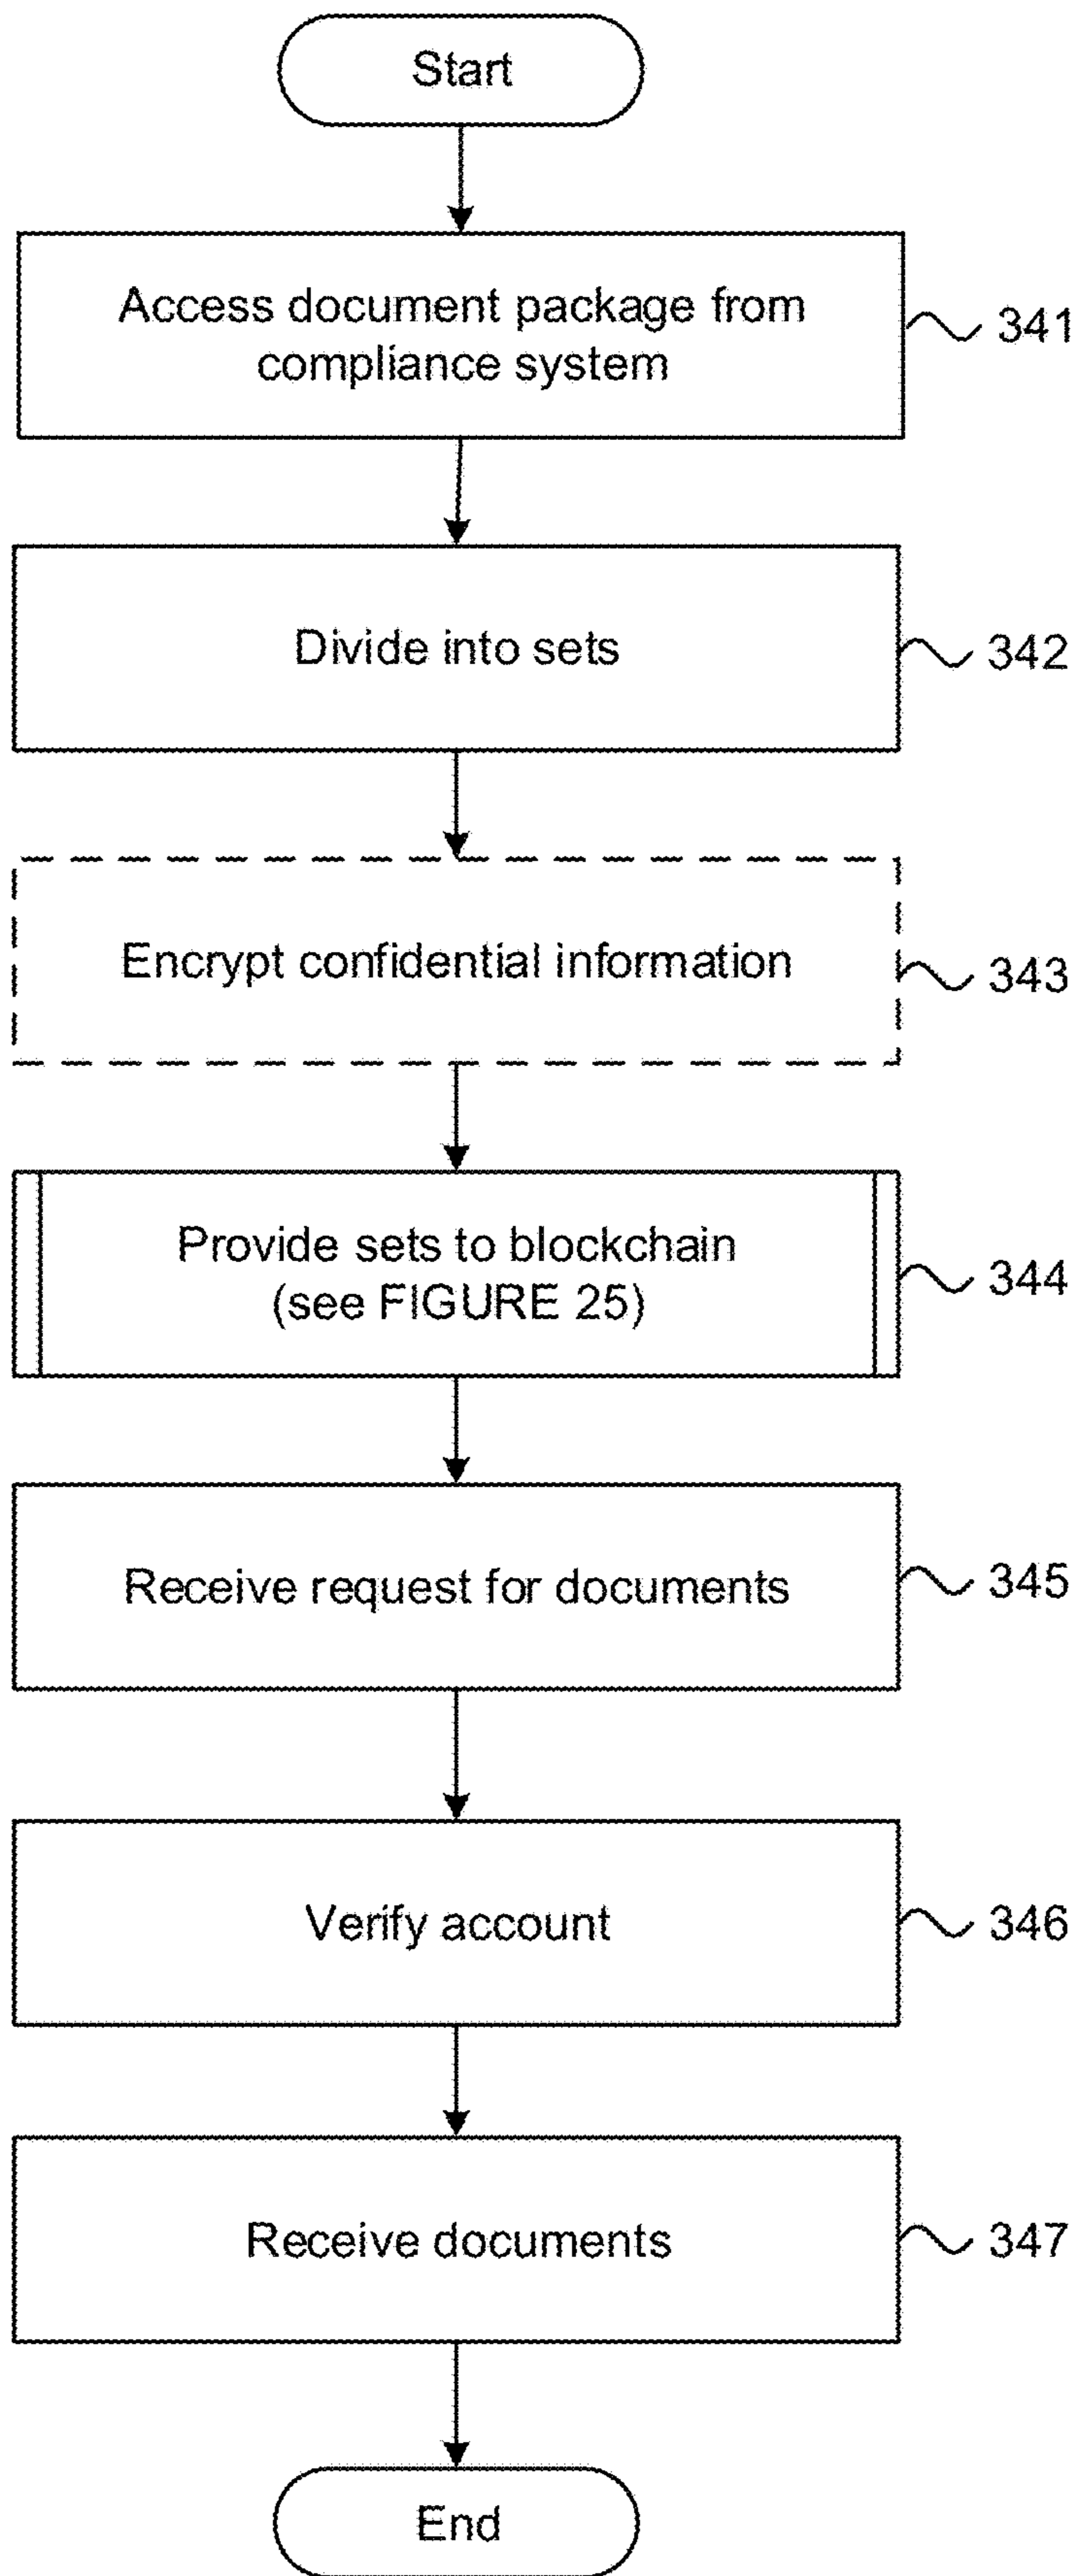 Start
Access document package from
compliance system
341
Divide into sets
342
Encrypt confidential information
343
Provide sets to blockchain
(see FIGURE 25)
344
Receive request for documents
345
Verify account
346
Receive documents
347
End